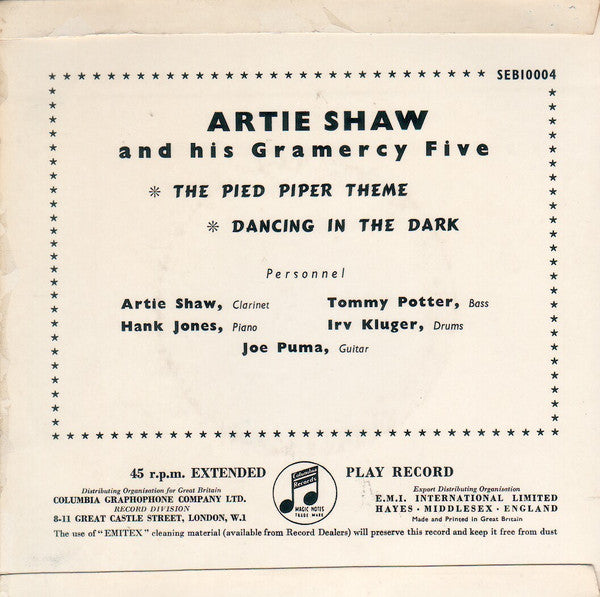 SEB10004
ARTIE SHAW
and his Gramercy Five
THE PIED PIPER THEME
DANCING IN THE DARK
Personnel
Artie Shaw, Clarinet
Tommy Potter, Bass
Hank Jones, Piano
Irv Kluger, Drums
Joe Puma, Guitar
45 r.p.m. EXTENDED PLAY RECORD
Distributing Organisation for Great Britain
COLUMBIA GRAPHOPHONE COMPANY LTD.
RECORD DIVISION
8-11 GREAT CASTLE STREET, LONDON, W.1
Columbia
Records
MAGIC NOTES
TRADE MARK
Export Distributing Organisation
E.M.I. INTERNATIONAL LIMITED
HAYES · MIDDLESEX · ENGLAND
Made and Printed in Great Britain
The use of "EMITEX" cleaning material (available from Record Dealers) will preserve this record and keep it free from dust